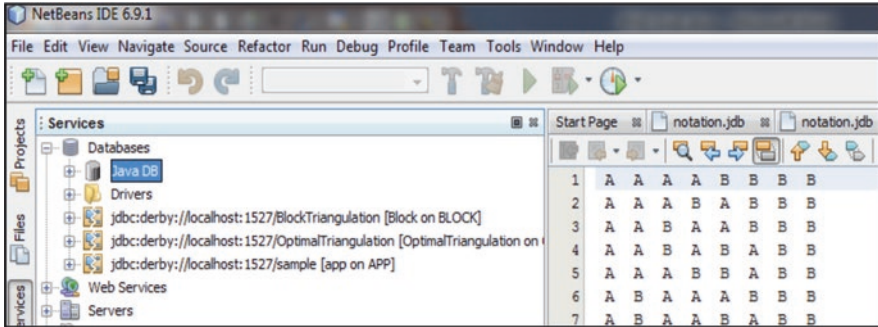 NetBeans IDE 6.9.1
File Edit View Navigate Source Refactor Run Debug Profile Team Tools Window Help
Projects
Files
Services
Databases
Java DB
Drivers
jdbc:derby://localhost:1527/BlockTriangulation [Block on BLOCK]
jdbc:derby://localhost:1527/OptimalTriangulation [OptimalTriangulation on
jdbc:derby://localhost:1527/sample [app on APP]
Web Services
Servers
Start Page notation.jdb notation.jdb
1 A A A A B B B B
2 A A A B A B B B
3 A A B A A B B B
4 A A B A B A B B
5 A A A B B A B B
6 A B A A A B B B
7 A B A B A A B B